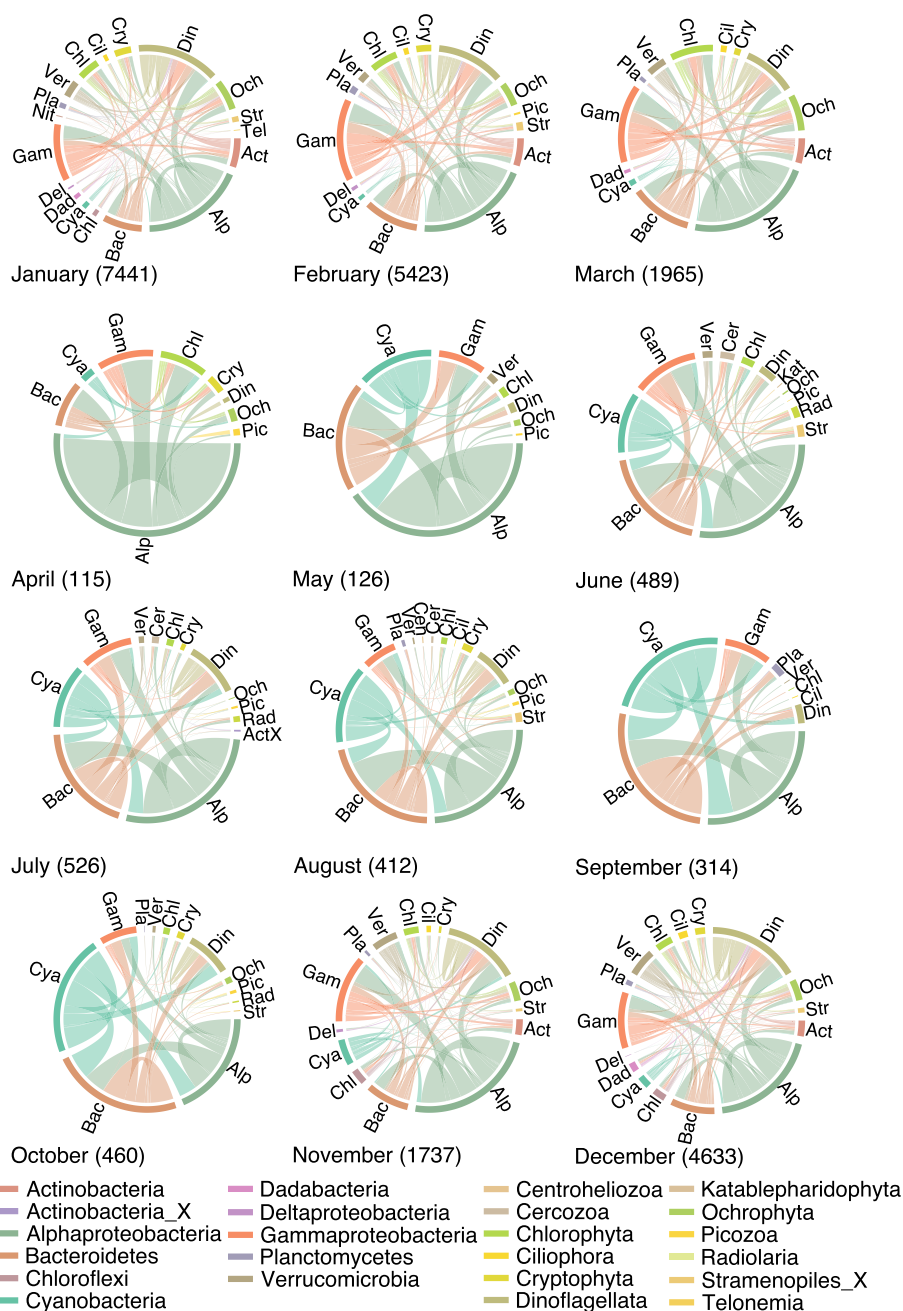 Chl Cil Cry Din Och Str Tel Act Alp Bac Chl Cya Dad Del Gam Nit Pla Ver
January (7441)
Chl Cil Cry Din Och Pic Str Act Alp Bac Cya Del Gam Pla Ver
February (5423)
Chl Cil Cry Din Och Act Alp Bac Cya Dad Gam Pla Ver
March (1965)
Gam Chl Cry Din Och Pic Alp Bac Cya
April (115)
Cya Gam Ver Chl Din Och Pic Alp Bac
May (126)
Gam Ver Cer Chl Din Kat Och Pic Rad Str Alp Bac Cya
June (489)
Gam Ver Cer Chl Cry Din Och Pic Rad ActX Alp Bac Cya
July (526)
Gam Pla Ver Cen Cer Chl Cil Cry Din Och Pic Str Alp Bac Cya
August (412)
Cya Gam Pla Ver Din Alp Bac
September (314)
Gam Pla Ver Chl Cry Din Och Pic Rad Str Alp Bac Cya
October (460)
Chl Cil Cry Din Och Str Act Alp Bac Chl Cya Del Gam Pla Ver
November (1737)
Chl Cil Cry Din Och Str Act Alp Bac Chl Cya Dad Del Gam Pla Ver
December (4633)
Actinobacteria
Actinobacteria_X
Alphaproteobacteria
Bacteroidetes
Chloroflexi
Cyanobacteria
Dadabacteria
Deltaproteobacteria
Gammaproteobacteria
Planctomycetes
Verrucomicrobia
Centroheliozoa
Cercozoa
Chlorophyta
Ciliophora
Cryptophyta
Dinoflagellata
Katablepharidophyta
Ochrophyta
Picozoa
Radiolaria
Stramenopiles_X
Telonemia